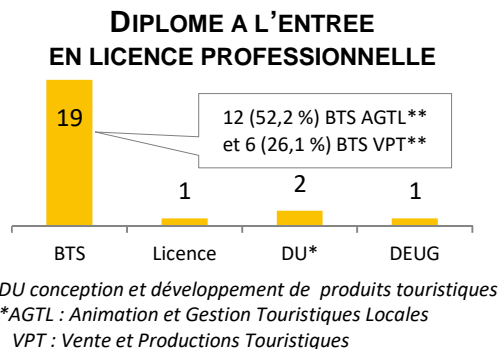 DIPLOME A L'ENTREE
EN LICENCE PROFESSIONNELLE
19
12 (52,2 %) BTS AGTL**
et 6 (26,1 %) BTS VPT**
1
2
1
BTS
Licence
DU*
DEUG
DU conception et développement de produits touristiques
*AGTL : Animation et Gestion Touristiques Locales
VPT : Vente et Productions Touristiques